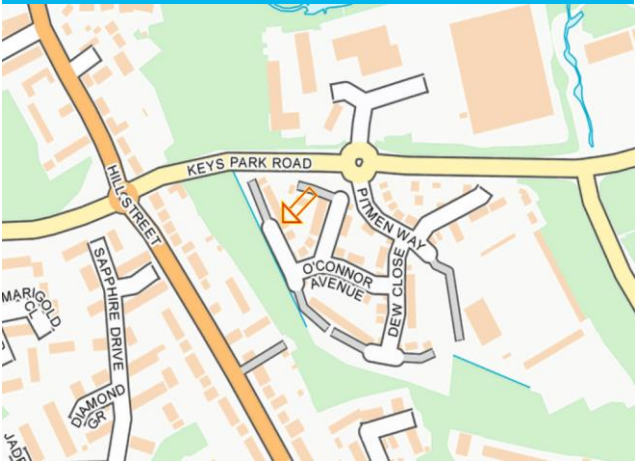 KEYS PARK ROAD
HILL STREET
PITMEN WAY
O'CONNOR
AVENUE
DEW CLOSE
SAPPHIRE DRIVE
MARIGOLD
CL
DIAMOND
GR
JADE